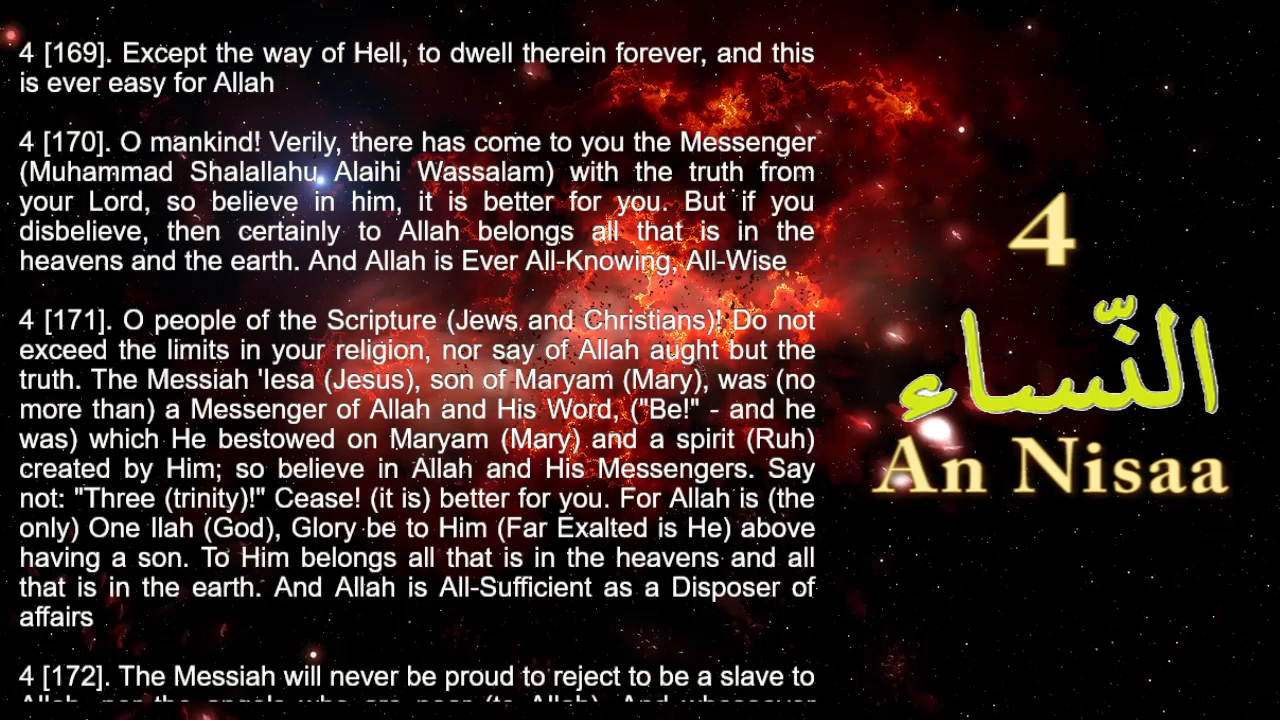 4 [169]. Except the way of Hell, to dwell therein forever, and this
is ever easy for Allah
4 [170]. O mankind! Verily, there has come to you the Messenger
(Muhammad Shalallahu Alaihi Wassalam) with the truth from
your Lord, so believe in him, it is better for you. But if you
disbelieve, then certainly to Allah belongs all that is in the
heavens and the earth. And Allah is Ever All-Knowing, All-Wise
4 [171]. O people of the Scripture (Jews and Christians)! Do not
exceed the limits in your religion, nor say of Allah aught but the
truth. The Messiah 'Iesa (Jesus), son of Maryam (Mary), was (no
more than) a Messenger of Allah and His Word, ("Be!" - and he
was) which He bestowed on Maryam (Mary) and a spirit (Ruh)
created by Him; so believe in Allah and His Messengers. Say
not: "Three (trinity)!" Cease! (it is) better for you. For Allah is (the
only) One Ilah (God), Glory be to Him (Far Exalted is He) above
having a son. To Him belongs all that is in the heavens and all
that is in the earth. And Allah is All-Sufficient as a Disposer of
affairs
4 [172]. The Messiah will never be proud to reject to be a slave to
Allah, nor the angels who are near (to Allah). And whosoever
4
النّساء
An Nisaa